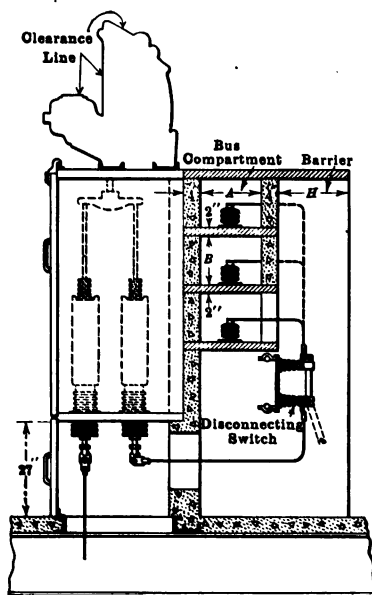 Clearance
Line
Bus
Compartment
Barrier
A
H
2"
B
2"
Disconnecting
Switch
27"